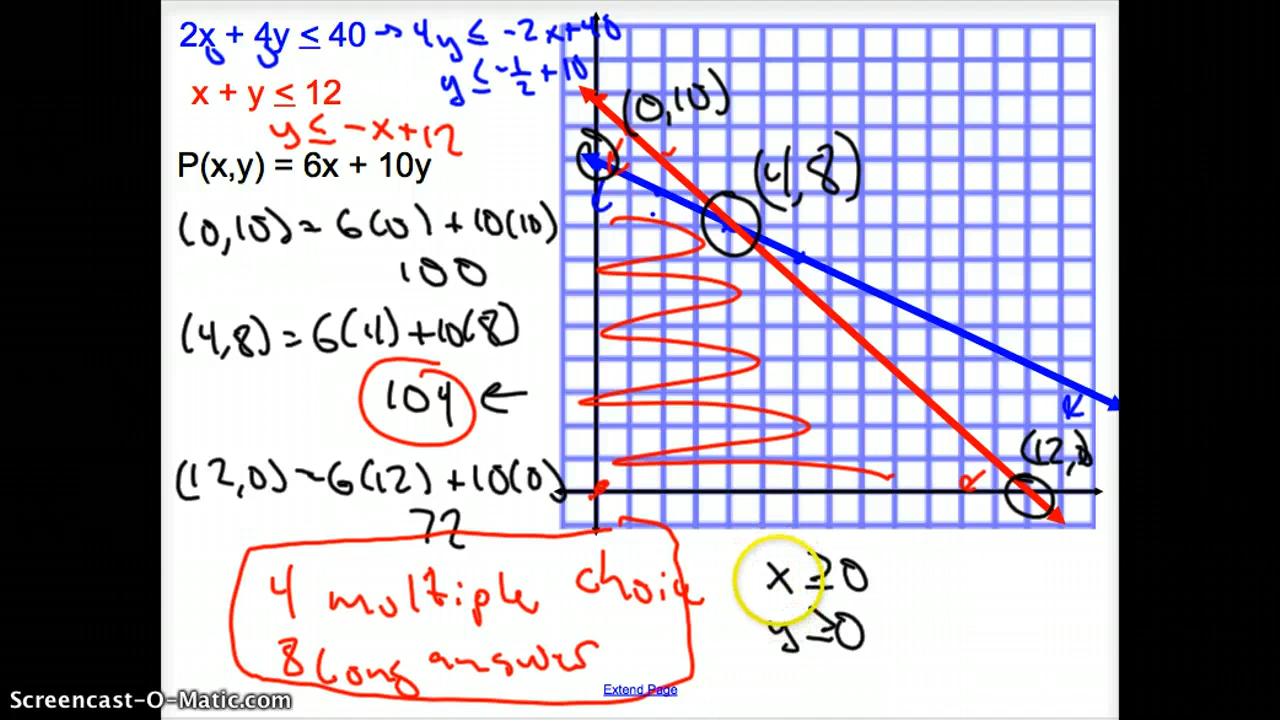 2x + 4y ≤ 40 → 4y ≤ -2x+40
y ≤ -1/2 + 10
x + y ≤ 12
y ≤ -x+12
P(x,y) = 6x + 10y
(0,10) = 6(0) + 10(10)
100
(4,8) = 6(4) + 10(8)
104 ←
(12,0) = 6(12) + 10(0)
72
4 multiple choice
8 long answer
(0,10)
(4,8)
(12,0)
x ≥ 0
y ≥ 0
Extend Page
Screencast-O-Matic.com